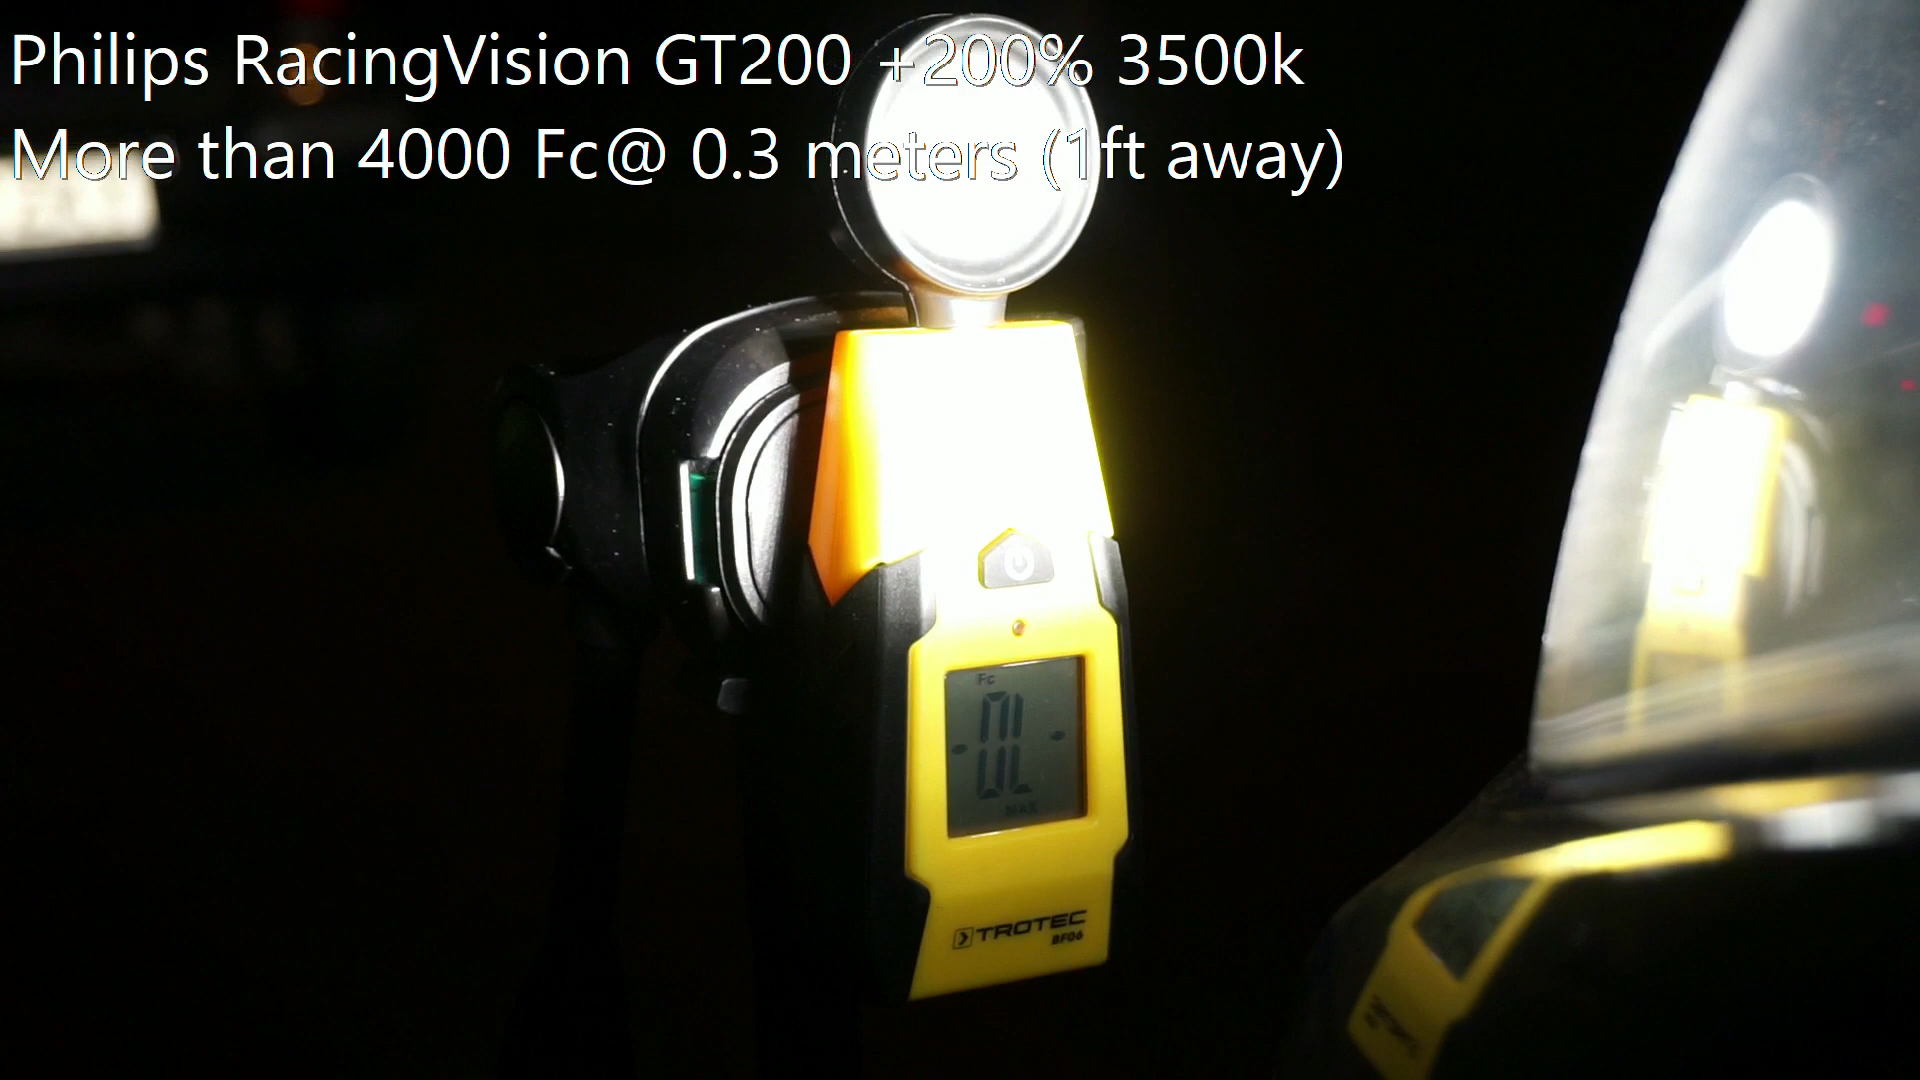 Philips RacingVision GT200 +200% 3500k
More than 4000 Fc@ 0.3 meters (1ft away)
Fc
OL
MAX
TROTEC
BF06